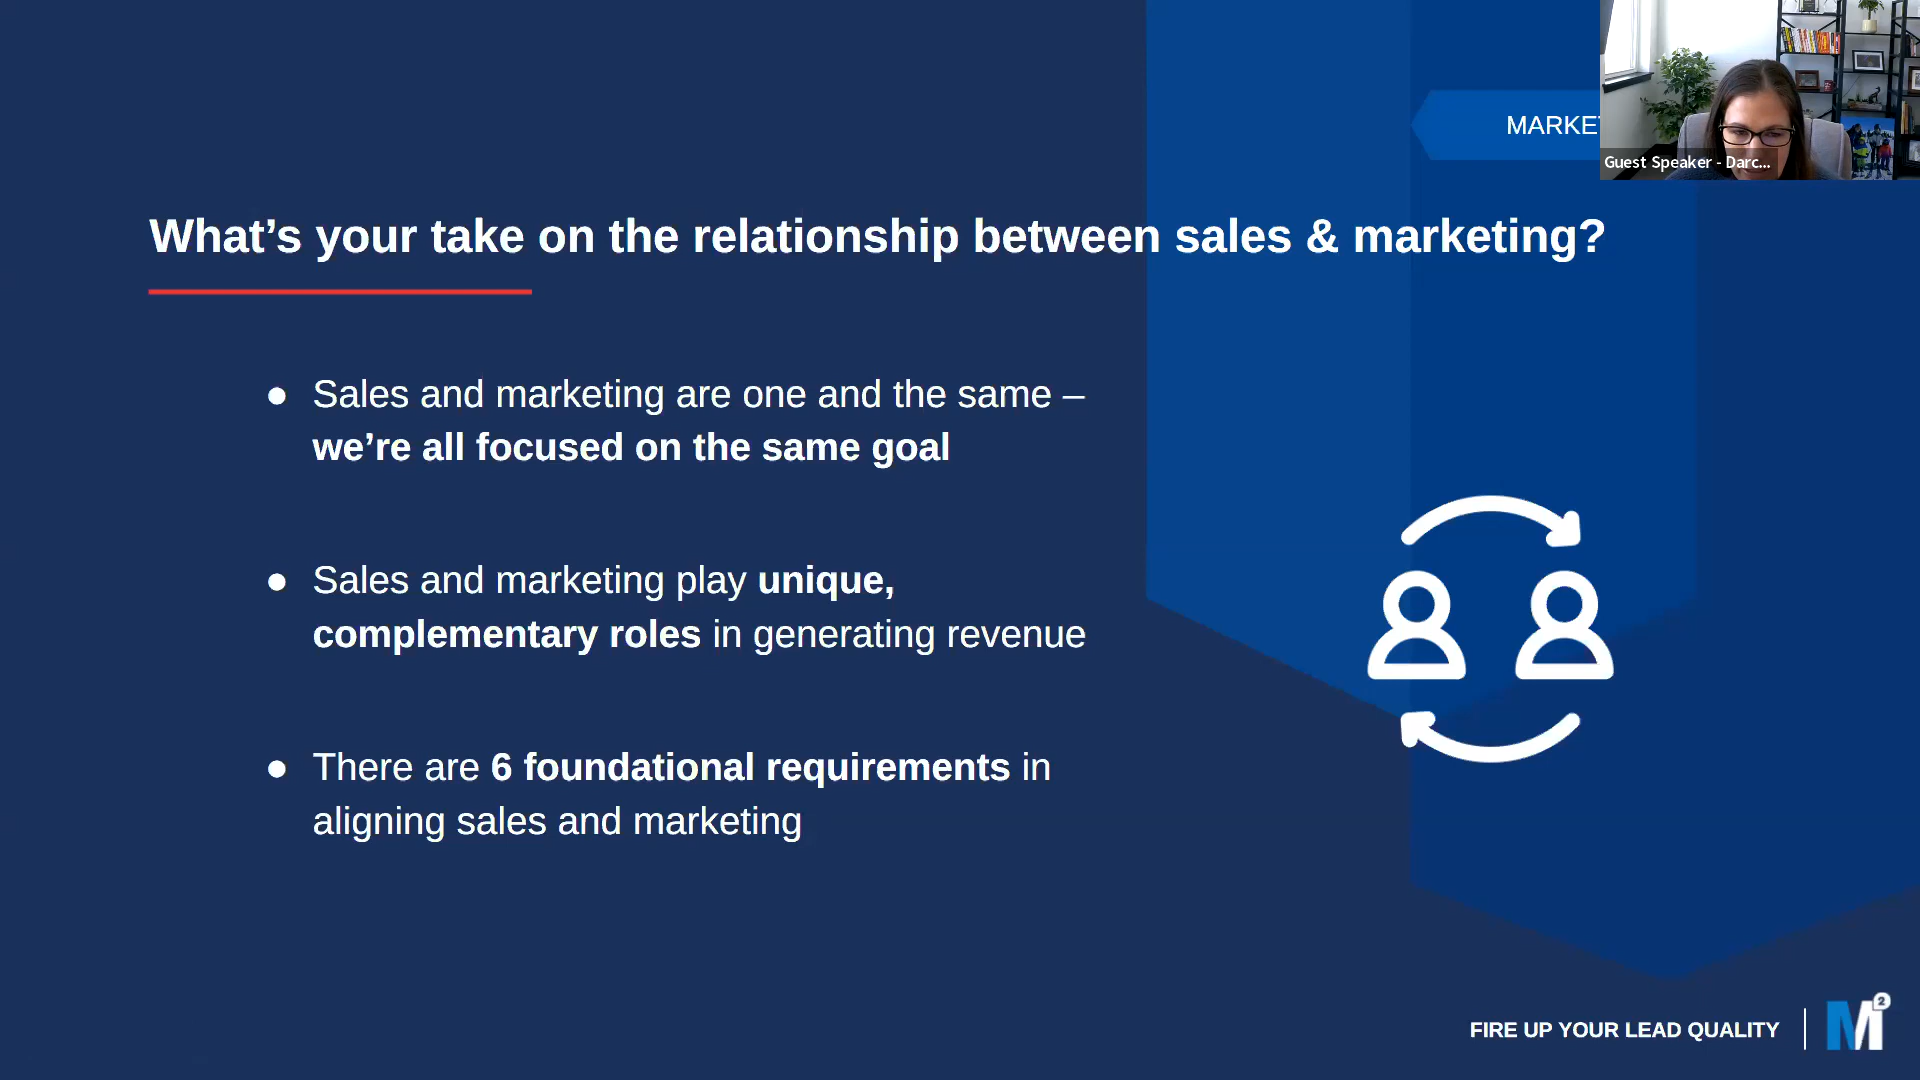 MARKE
Guest Speaker - Darc...
What’s your take on the relationship between sales & marketing?
● Sales and marketing are one and the same –
we’re all focused on the same goal
● Sales and marketing play unique,
complementary roles in generating revenue
● There are 6 foundational requirements in
aligning sales and marketing
FIRE UP YOUR LEAD QUALITY
M2